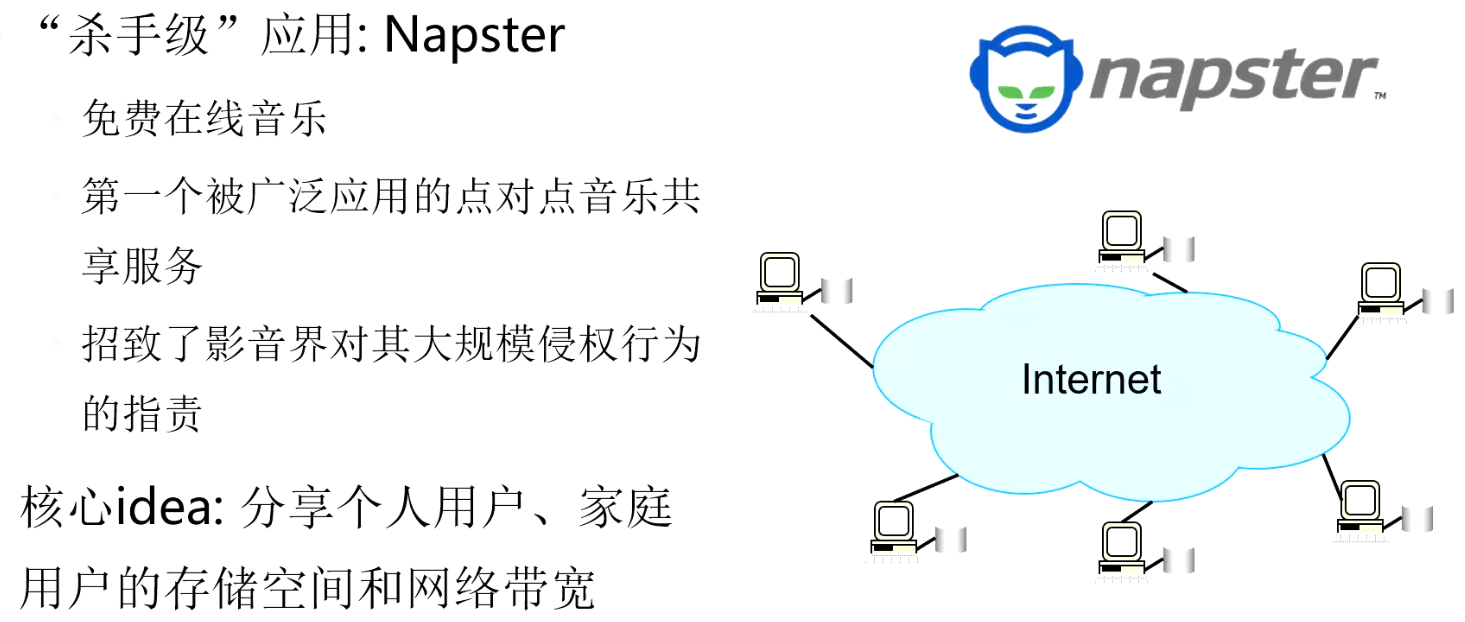 “杀手级”应用: Napster
napster™
免费在线音乐
第一个被广泛应用的点对点音乐共
享服务
招致了影音界对其大规模侵权行为
的指责
核心idea: 分享个人用户、家庭
用户的存储空间和网络带宽
Internet